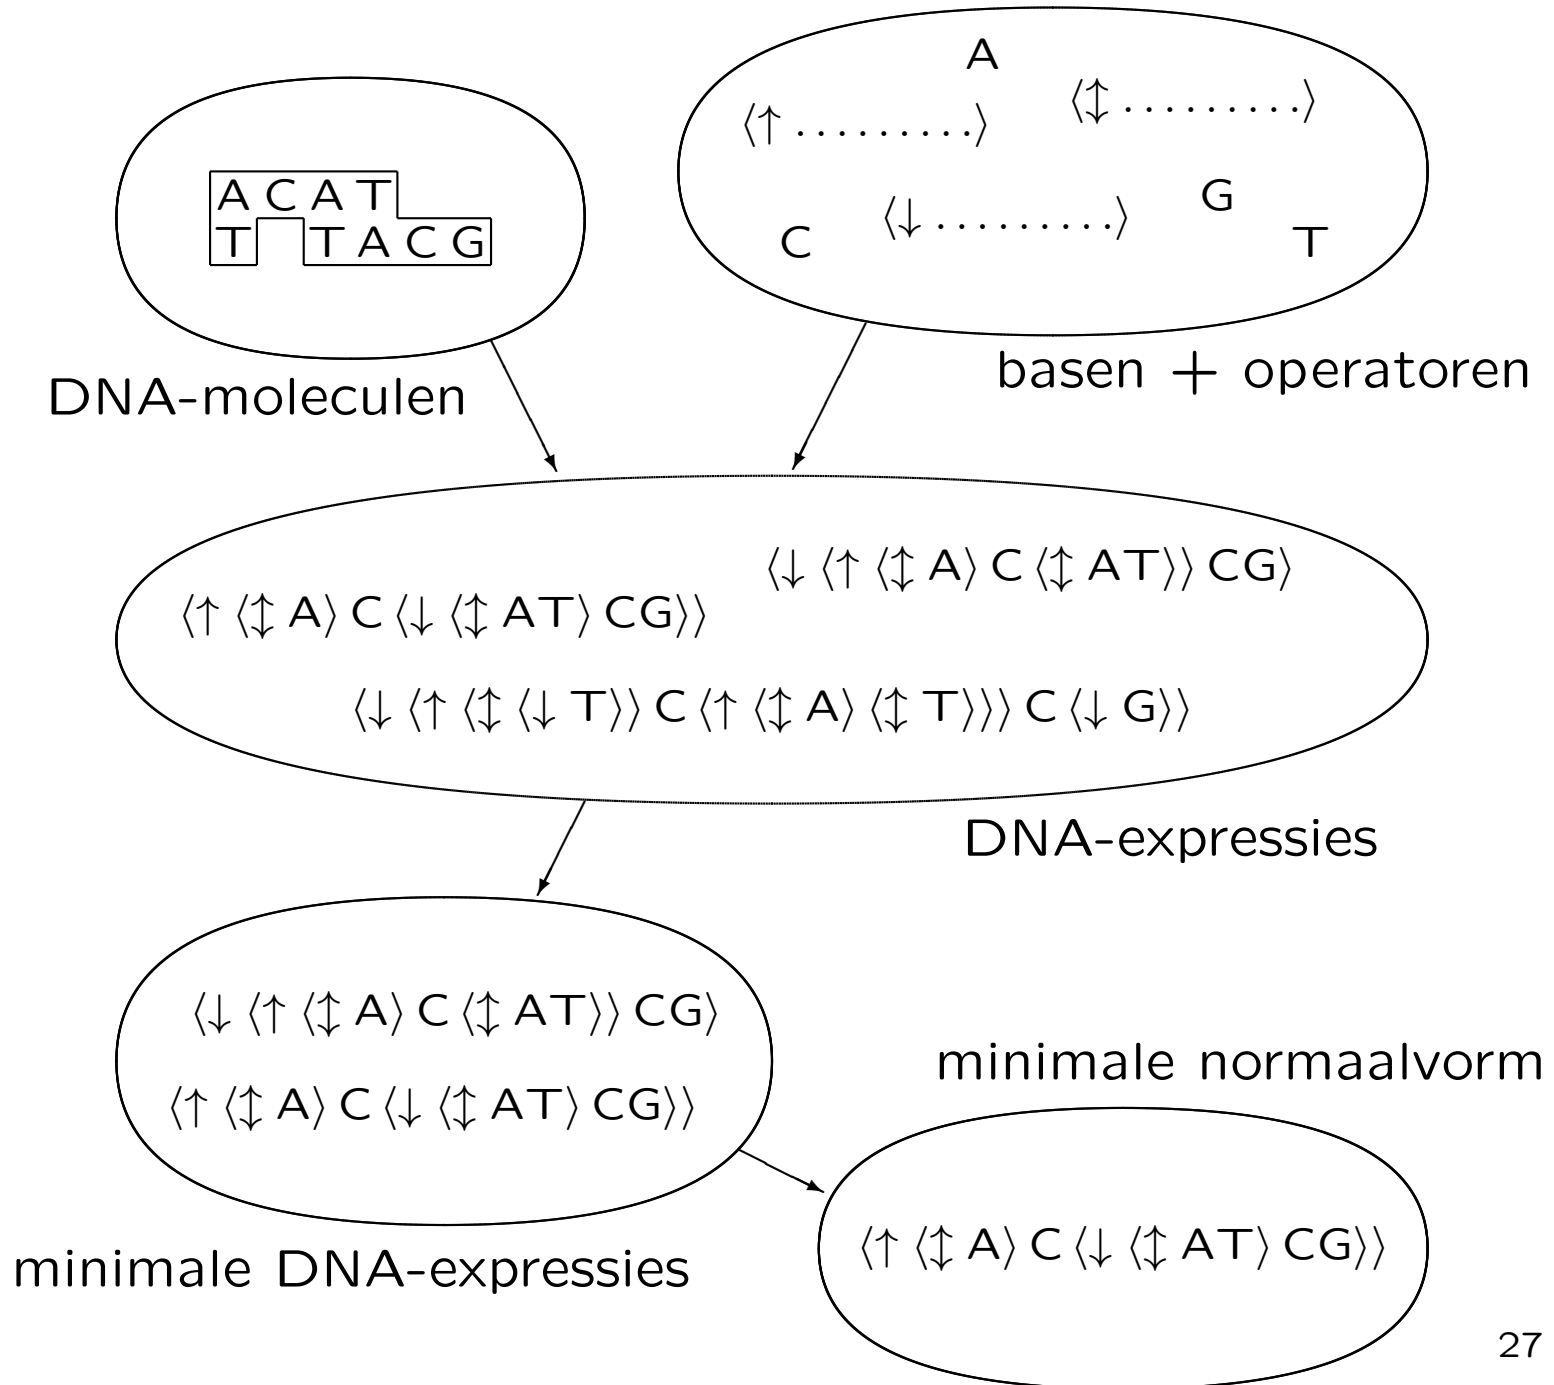 A
⟨↑ .........⟩
⟨↕ .........⟩
A C A T
T T A C G
⟨↓ .........⟩
G
C
T
basen + operatoren
DNA-moleculen
⟨↓ ⟨↑ ⟨↕ A⟩ C ⟨↕ AT⟩⟩ CG⟩
⟨↑ ⟨↕ A⟩ C ⟨↓ ⟨↕ AT⟩ CG⟩⟩
⟨↓ ⟨↑ ⟨↕ ⟨↓ T⟩⟩ C ⟨↑ ⟨↕ A⟩ ⟨↕ T⟩⟩⟩ C ⟨↓ G⟩⟩
DNA-expressies
⟨↓ ⟨↑ ⟨↕ A⟩ C ⟨↕ AT⟩⟩ CG⟩
⟨↑ ⟨↕ A⟩ C ⟨↓ ⟨↕ AT⟩ CG⟩⟩
minimale DNA-expressies
minimale normaalvorm
⟨↑ ⟨↕ A⟩ C ⟨↓ ⟨↕ AT⟩ CG⟩⟩
27